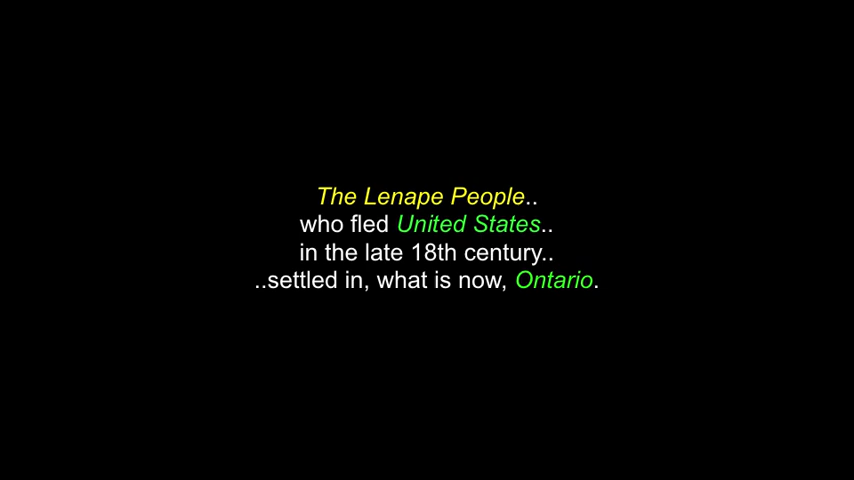 The Lenape People..
who fled United States..
in the late 18th century..
..settled in, what is now, Ontario.